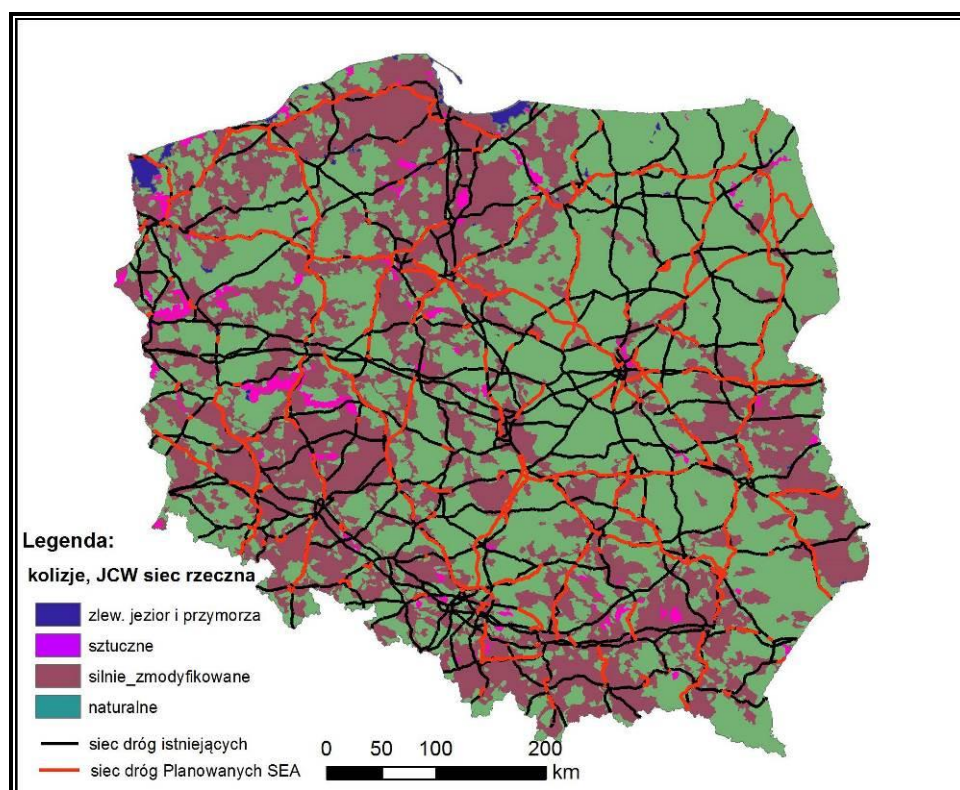 Legenda:
kolizje, JCW siec rzeczna
zlew. jezior i przymorza
sztuczne
silnie_zmodyfikowane
naturalne
siec dróg istniejących
siec dróg Planowanych SEA
0 50 100 200
km